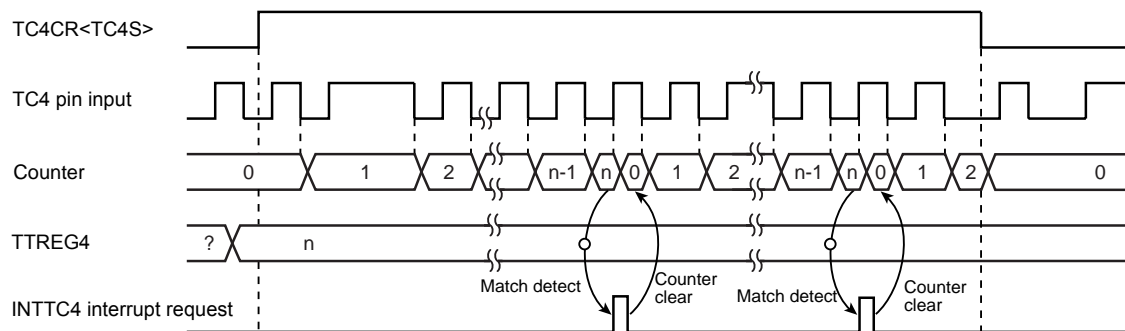 TC4CR<TC4S>
TC4 pin input
Counter 0 1 2 n-1 n 0 1 2 n-1 n 0 1 2 0
TTREG4 ? n
Match detect Counter clear Match detect Counter clear
INTTC4 interrupt request